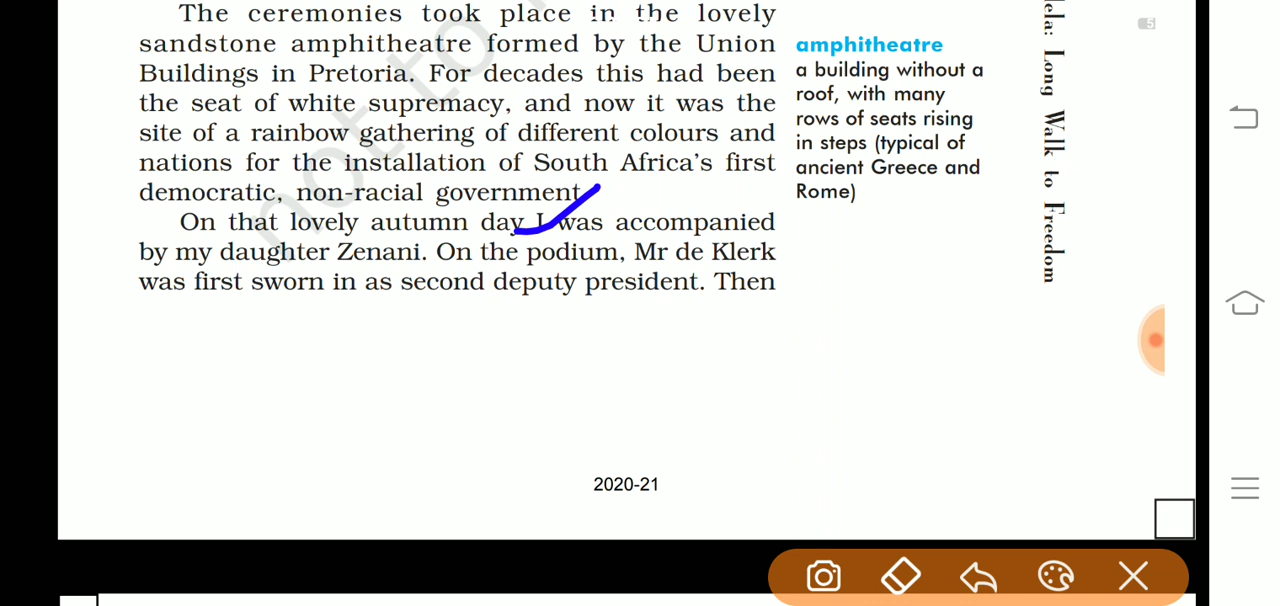 The ceremonies took place in the lovely
sandstone amphitheatre formed by the Union
Buildings in Pretoria. For decades this had been
the seat of white supremacy, and now it was the
site of a rainbow gathering of different colours and
nations for the installation of South Africa's first
democratic, non-racial government
On that lovely autumn day I was accompanied
by my daughter Zenani. On the podium, Mr de Klerk
was first sworn in as second deputy president. Then
amphitheatre
a building without a
roof, with many
rows of seats rising
in steps (typical of
ancient Greece and
Rome)
ela: Long Walk to Freedom
5
not to
2020-21